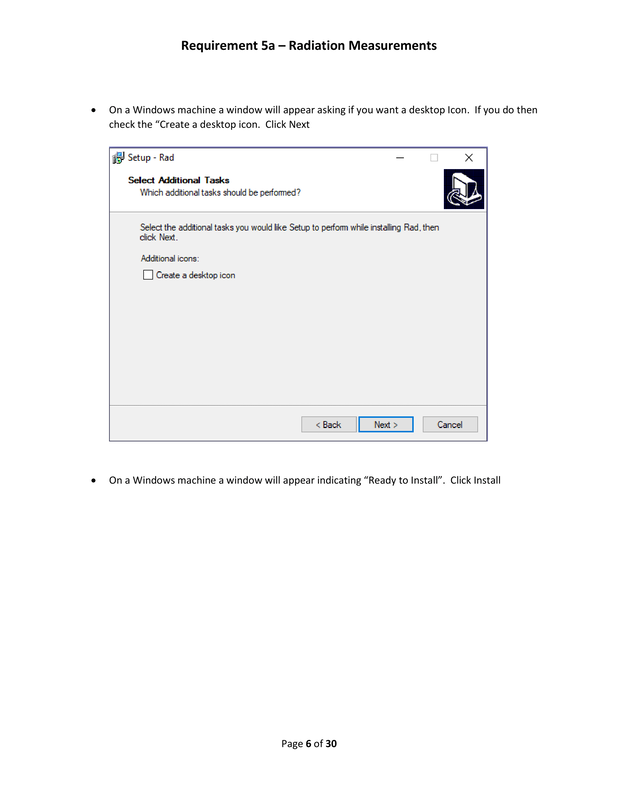 Requirement 5a – Radiation Measurements
• On a Windows machine a window will appear asking if you want a desktop Icon.  If you do then
check the “Create a desktop icon.  Click Next
Setup - Rad
Select Additional Tasks
Which additional tasks should be performed?
Select the additional tasks you would like Setup to perform while installing Rad, then
click Next.
Additional icons:
Create a desktop icon
< Back   Next >   Cancel
• On a Windows machine a window will appear indicating “Ready to Install”.  Click Install
Page 6 of 30